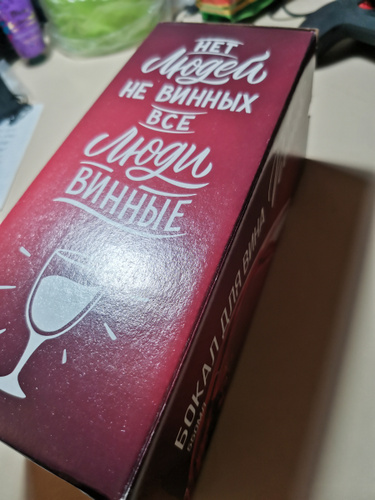 НЕТ
людей
НЕ ВИННЫХ
ВСЕ
люди
ВИННЫЕ
БОКАЛ ДЛЯ ВИНА